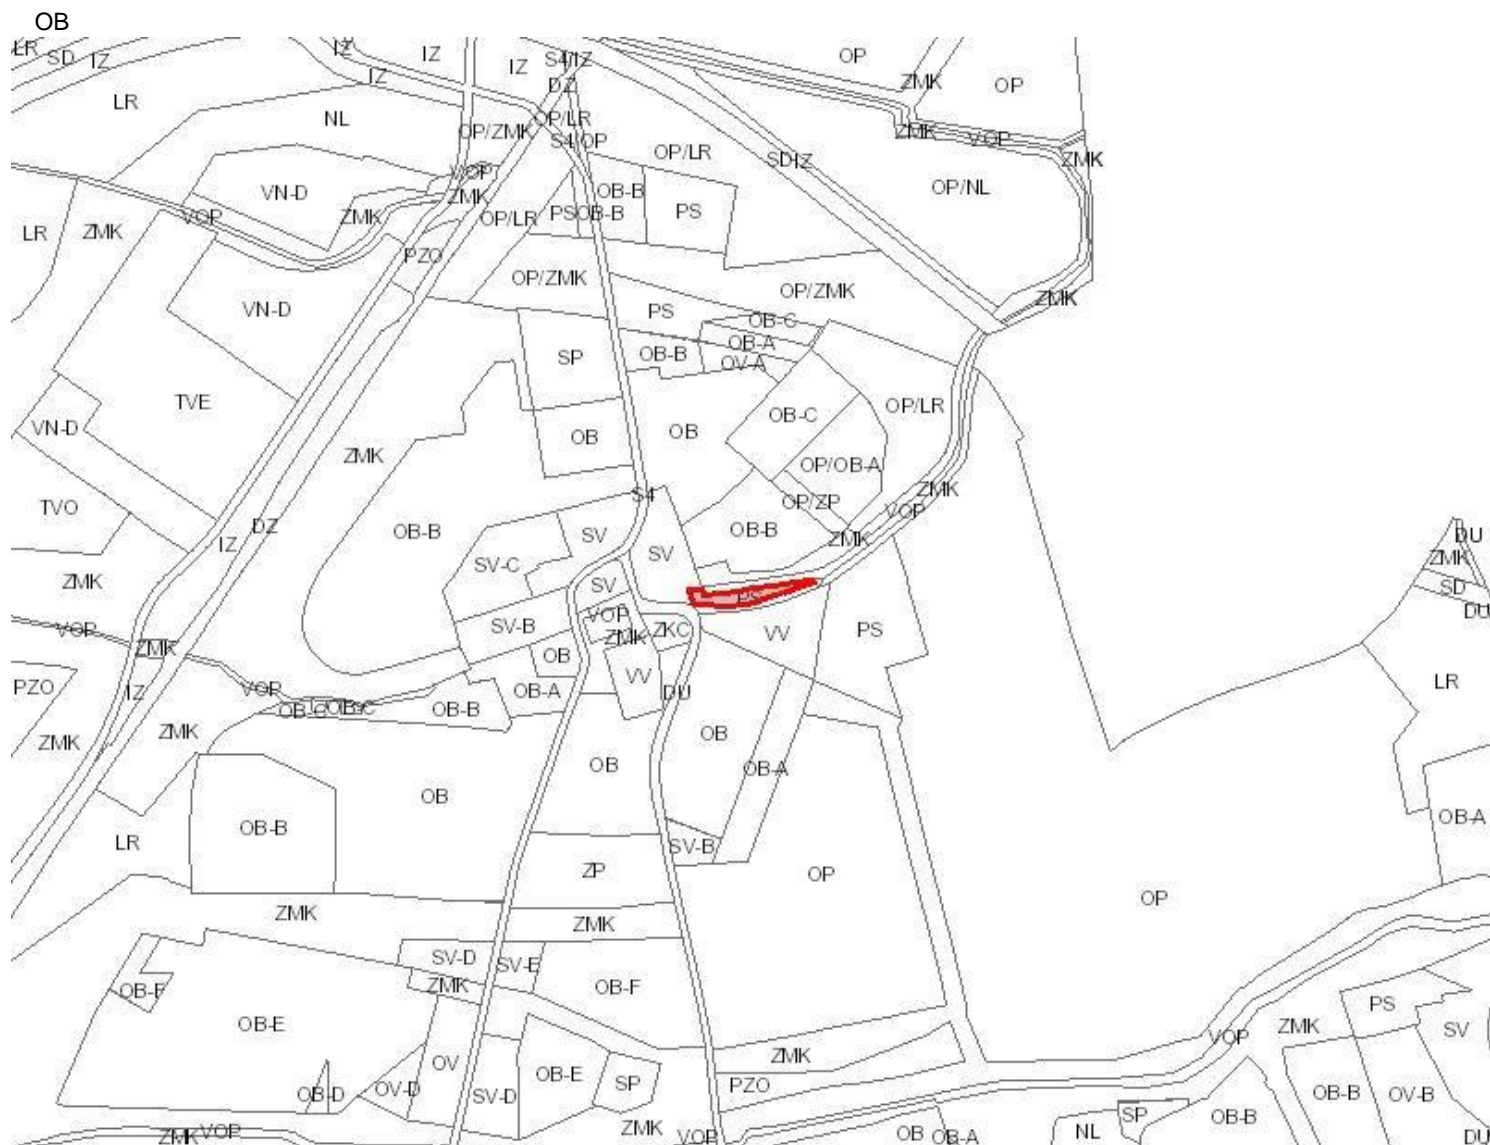 OB
LR
SD
IZ
IZ
IZ
IZ
IZ
S4/IZ
DZ
OP
ZMK
OP
LR
NL
OP/ZMK
OP/LR
S4/OP
OP/LR
SDIZ
ZMK
VOP
ZMK
VOP
ZMK
VN-D
ZMK
VOP
OP/LR
PS
OB-B
OB-B
PS
OP/NL
LR
ZMK
PZO
OP/ZMK
OP/ZMK
ZMK
VN-D
PS
OB-C
OB-A
OV-A
SP
OB-B
TVE
VN-D
OB-C
OP/LR
ZMK
OB
OB
OP/OB-A
ZMK
S4
OP/ZP
VOP
TVO
DZ
IZ
OB-B
SV
OB-B
ZMK
DU
SV
SV-C
ZMK
SD
ZMK
SV
PS
DU
VOP
VOP
SV-B
ZMK
ZKC
VV
PS
ZMK
OB
VV
PZO
IZ
VOP
OB-A
DU
LR
OB-C
OB-C
OB-B
ZMK
ZMK
OB
OB
OB-A
OB
OB-B
OB-A
LR
SV-B
ZP
OP
OP
ZMK
ZMK
SV-D
SV-E
ZMK
OB-F
OB-F
OB-E
PS
ZMK
SV
VOP
ZMK
OV
OB-E
SP
PZO
OB-D
OV-D
SV-D
OB-B
OV-B
SP
OB-B
ZMK
VOP
ZMK
VOP
OB
OB-A
NL
DU